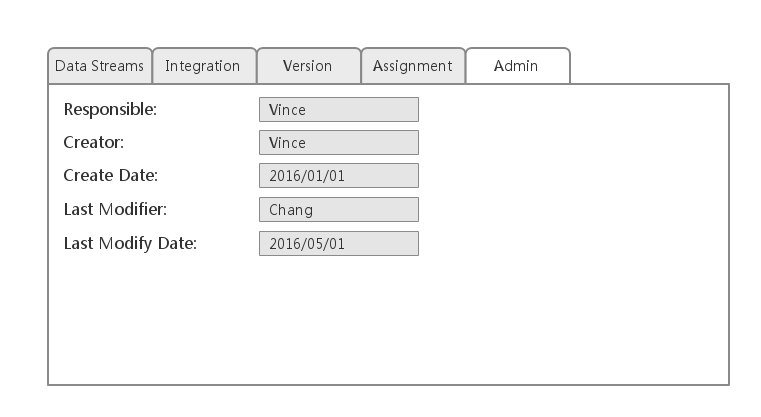 Data Streams Integration Version Assignment Admin
Responsible: Vince
Creator: Vince
Create Date: 2016/01/01
Last Modifier: Chang
Last Modify Date: 2016/05/01